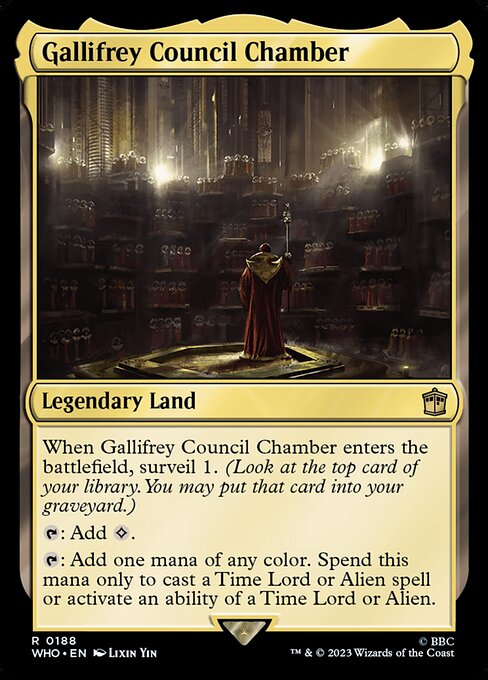 Gallifrey Council Chamber
Legendary Land
When Gallifrey Council Chamber enters the
battlefield, surveil 1. (Look at the top card of
your library. You may put that card into your
graveyard.)
: Add .
: Add one mana of any color. Spend this
mana only to cast a Time Lord or Alien spell
or activate an ability of a Time Lord or Alien.
R 0188
WHO • EN Lixin Yin
© BBC
™ & © 2023 Wizards of the Coast